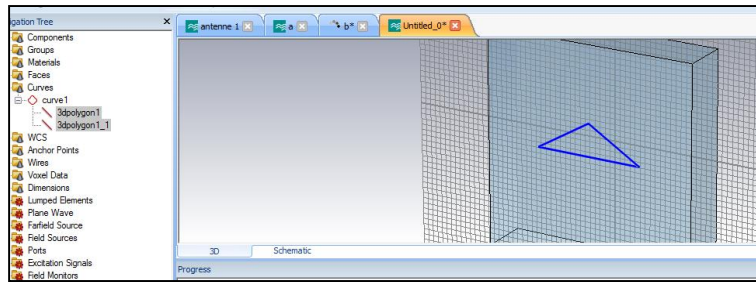 igation Tree
antenne 1
a
b*
Untitled_0*
Components
Groups
Materials
Faces
Curves
curve1
3dpolygon1
3dpolygon1_1
WCS
Anchor Points
Wires
Voxel Data
Dimensions
Lumped Elements
Plane Wave
Farfield Source
Field Sources
Ports
Excitation Signals
Field Monitors
3D
Schematic
Progress